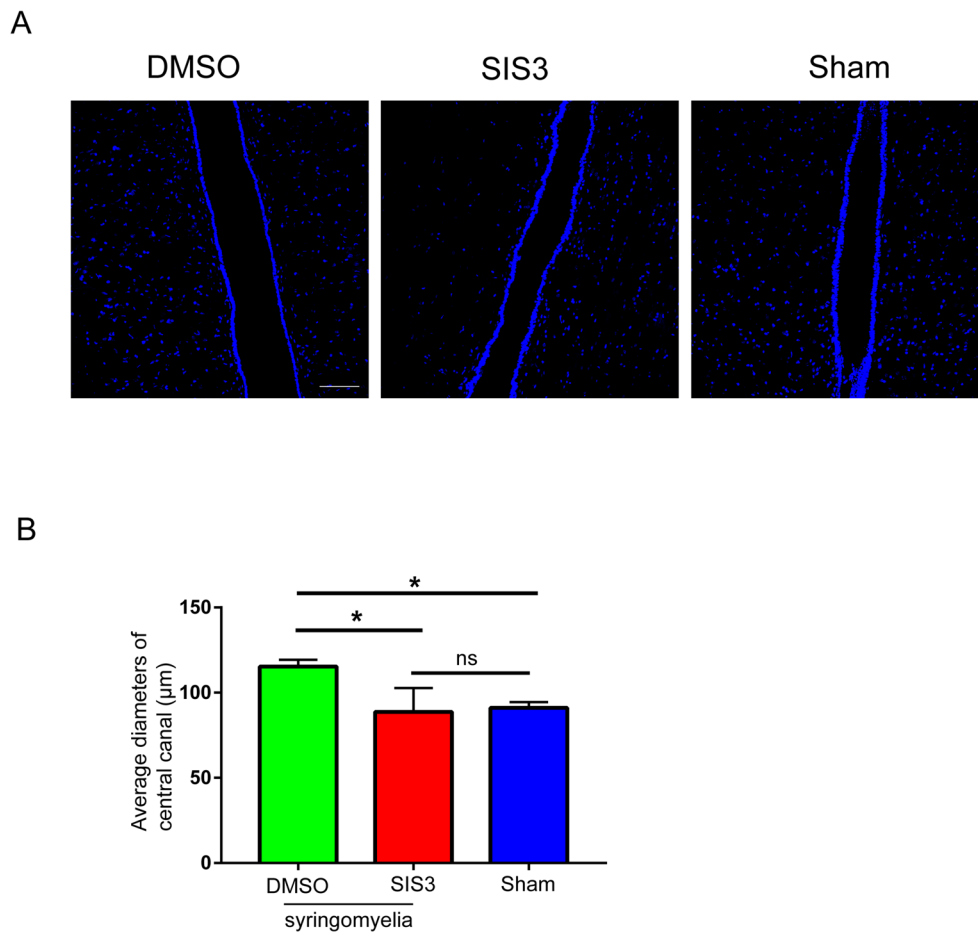 A
DMSO SIS3 Sham
B
*
*
ns
150
100
50
0
Average diameters of
central canal (μm)
DMSO SIS3 Sham
syringomyelia